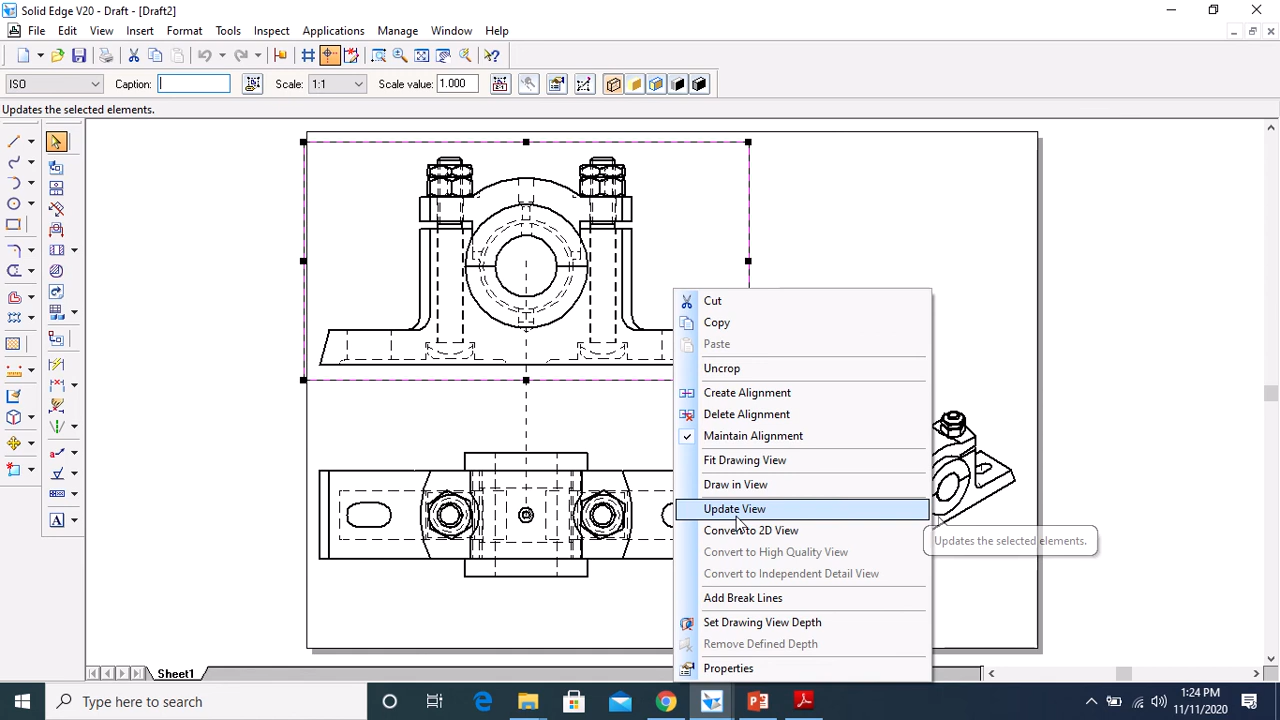 Solid Edge V20 - Draft - [Draft2]
File Edit View Insert Format Tools Inspect Applications Manage Window Help
ISO Caption: Scale: 1:1 Scale value: 1.000
Updates the selected elements.
Cut
Copy
Paste
Uncrop
Create Alignment
Delete Alignment
Maintain Alignment
Fit Drawing View
Draw in View
Update View
Convert to 2D View
Updates the selected elements.
Convert to High Quality View
Convert to Independent Detail View
Add Break Lines
Set Drawing View Depth
Remove Defined Depth
Properties
Sheet1
Type here to search
1:24 PM
11/11/2020